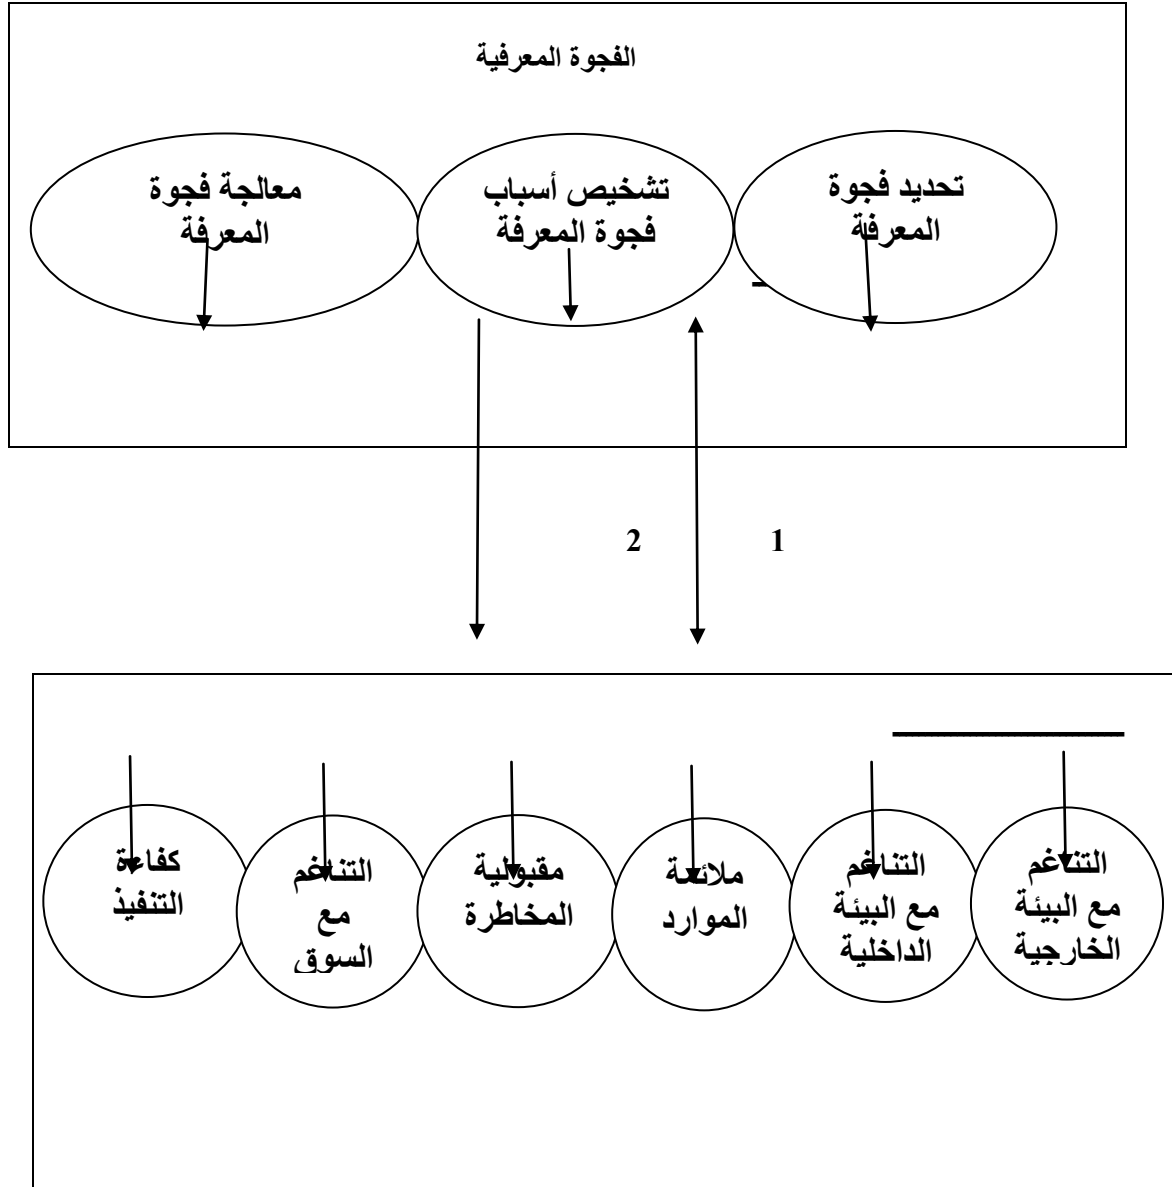 الفجوة المعرفية
تحديد فجوة
المعرفة
تشخيص أسباب
فجوة المعرفة
معالجة فجوة
المعرفة
1
2
التناغم
مع البيئة
الخارجية
التناغم
مع البيئة
الداخلية
ملائمة
الموارد
مقبولية
المخاطرة
التناغم
مع
السوق
كفاءة
التنفيذ